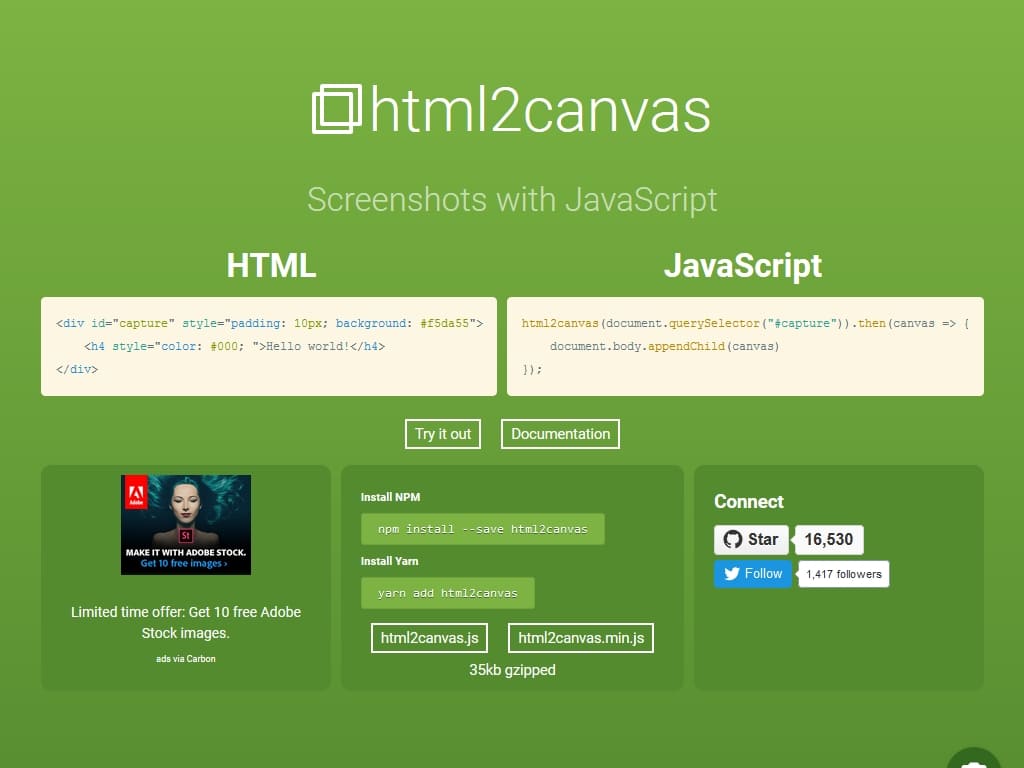 html2canvas
Screenshots with JavaScript
HTML
<div id="capture" style="padding: 10px; background: #f5da55">
<h4 style="color: #000; ">Hello world!</h4>
</div>
JavaScript
html2canvas(document.querySelector("#capture")).then(canvas => {
document.body.appendChild(canvas)
});
Try it out
Documentation
Adobe
St
MAKE IT WITH ADOBE STOCK.
Get 10 free images ›
Limited time offer: Get 10 free Adobe
Stock images.
ads via Carbon
Install NPM
npm install --save html2canvas
Install Yarn
yarn add html2canvas
html2canvas.js
html2canvas.min.js
35kb gzipped
Connect
Star
16,530
Follow
1,417 followers